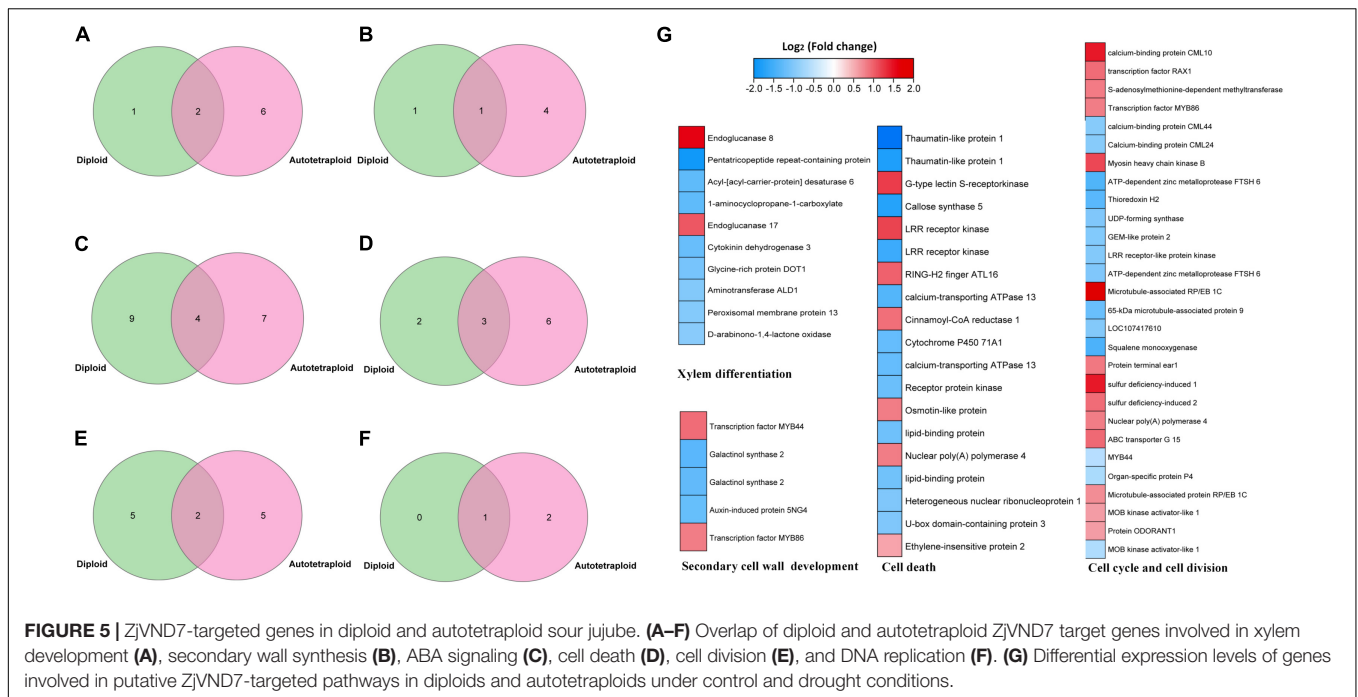 A
1
2
6
Diploid
Autotetraploid
B
1
1
4
Diploid
Autotetraploid
C
9
4
7
Diploid
Autotetraploid
D
2
3
6
Diploid
Autotetraploid
E
5
2
5
Diploid
Autotetraploid
F
0
1
2
Diploid
Autotetraploid
G
Log2 (Fold change)
-2.0 -1.5 -1.0 -0.5 0.0 0.5 1.0 1.5 2.0
Endoglucanase 8
Pentatricopeptide repeat-containing protein
Acyl-[acyl-carrier-protein] desaturase 6
1-aminocyclopropane-1-carboxylate
Endoglucanase 17
Cytokinin dehydrogenase 3
Glycine-rich protein DOT1
Aminotransferase ALD1
Peroxisomal membrane protein 13
D-arabinono-1,4-lactone oxidase
Xylem differentiation
Transcription factor MYB44
Galactinol synthase 2
Galactinol synthase 2
Auxin-induced protein 5NG4
Transcription factor MYB86
Secondary cell wall development
Thaumatin-like protein 1
Thaumatin-like protein 1
G-type lectin S-receptorkinase
Callose synthase 5
LRR receptor kinase
LRR receptor kinase
RING-H2 finger ATL16
calcium-transporting ATPase 13
Cinnamoyl-CoA reductase 1
Cytochrome P450 71A1
calcium-transporting ATPase 13
Receptor protein kinase
Osmotin-like protein
lipid-binding protein
Nuclear poly(A) polymerase 4
lipid-binding protein
Heterogeneous nuclear ribonucleoprotein 1
U-box domain-containing protein 3
Ethylene-insensitive protein 2
Cell death
calcium-binding protein CML10
transcription factor RAX1
S-adenosylmethionine-dependent methyltransferase
Transcription factor MYB86
calcium-binding protein CML44
Calcium-binding protein CML24
Myosin heavy chain kinase B
ATP-dependent zinc metalloprotease FTSH 6
Thioredoxin H2
UDP-forming synthase
GEM-like protein 2
LRR receptor-like protein kinase
ATP-dependent zinc metalloprotease FTSH 6
Microtubule-associated RP/EB 1C
65-kDa microtubule-associated protein 9
LOC107417610
Squalene monooxygenase
Protein terminal ear1
sulfur deficiency-induced 1
sulfur deficiency-induced 2
Nuclear poly(A) polymerase 4
ABC transporter G 15
MYB44
Organ-specific protein P4
Microtubule-associated protein RP/EB 1C
MOB kinase activator-like 1
Protein ODORANT1
MOB kinase activator-like 1
Cell cycle and cell division
FIGURE 5 | ZjVND7-targeted genes in diploid and autotetraploid sour jujube. (A–F) Overlap of diploid and autotetraploid ZjVND7 target genes involved in xylem
development (A), secondary wall synthesis (B), ABA signaling (C), cell death (D), cell division (E), and DNA replication (F). (G) Differential expression levels of genes
involved in putative ZjVND7-targeted pathways in diploids and autotetraploids under control and drought conditions.